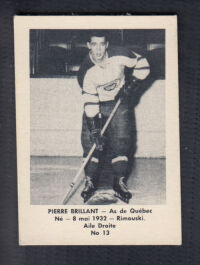 PIERRE BRILLANT — As de Québec
Né — 8 mai 1932 — Rimouski.
Aile Droite
No 13